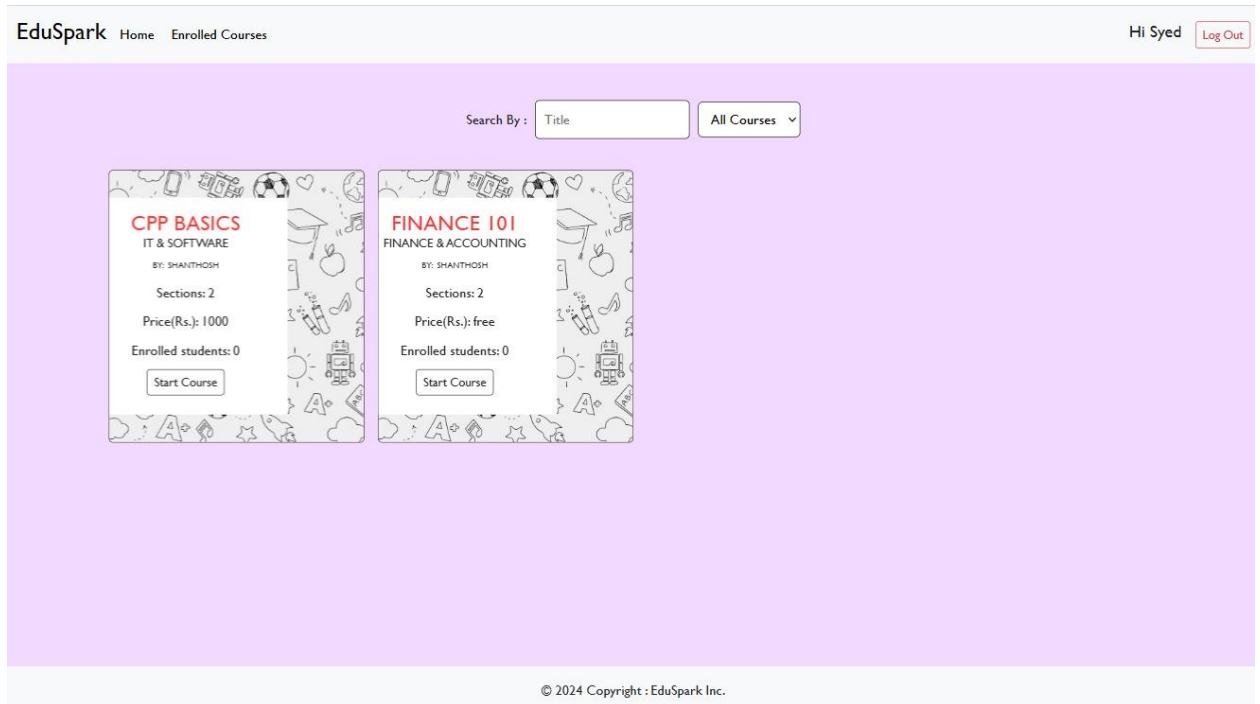 EduSpark Home Enrolled Courses Hi Syed Log Out
Search By : Title All Courses
CPP BASICS
IT & SOFTWARE
BY: SHANTHOSH
Sections: 2
Price(Rs.): 1000
Enrolled students: 0
Start Course
FINANCE 101
FINANCE & ACCOUNTING
BY: SHANTHOSH
Sections: 2
Price(Rs.): free
Enrolled students: 0
Start Course
© 2024 Copyright : EduSpark Inc.